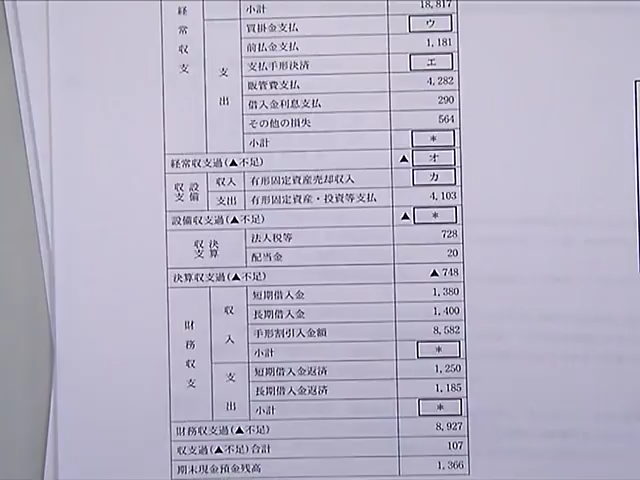 経常収支
小計 18,817
支出
買掛金支払 ウ
前払金支払 1,181
支払手形決済 エ
販管費支払 4,282
借入金利息支払 290
その他の損失 564
小計 *
経常収支過(▲不足) ▲ オ
設備収支
収入 有形固定資産売却収入 カ
支出 有形固定資産・投資等支払 4,103
設備収支過(▲不足) ▲ *
決算収支
法人税等 728
配当金 20
決算収支過(▲不足) ▲748
財務収支
収入
短期借入金 1,380
長期借入金 1,400
手形割引入金額 8,582
小計 *
支出
短期借入金返済 1,250
長期借入金返済 1,185
小計 *
財務収支過(▲不足) 8,927
収支過(▲不足)合計 107
期末現金預金残高 1,366